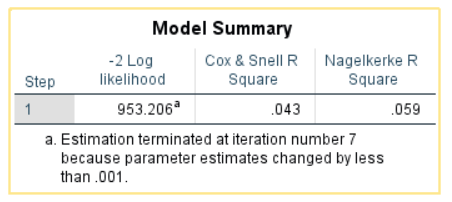 Model Summary
Step -2 Log likelihood Cox & Snell R Square Nagelkerke R Square
1 953.206a .043 .059
a. Estimation terminated at iteration number 7
because parameter estimates changed by less
than .001.